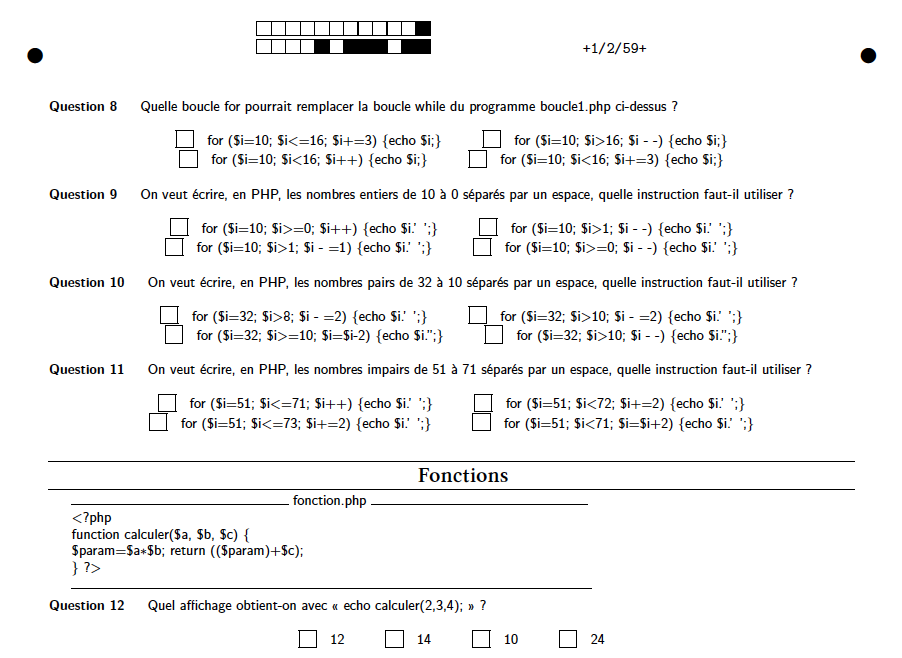 +1/2/59+
Question 8 Quelle boucle for pourrait remplacer la boucle while du programme boucle1.php ci-dessus ?
for ($i=10; $i<=16; $i+=3) {echo $i;} for ($i=10; $i>16; $i - -) {echo $i;}
for ($i=10; $i<16; $i++) {echo $i;} for ($i=10; $i<16; $i+=3) {echo $i;}
Question 9 On veut écrire, en PHP, les nombres entiers de 10 à 0 séparés par un espace, quelle instruction faut-il utiliser ?
for ($i=10; $i>=0; $i++) {echo $i.' ';} for ($i=10; $i>1; $i - -) {echo $i.' ';}
for ($i=10; $i>1; $i - =1) {echo $i.' ';} for ($i=10; $i>=0; $i - -) {echo $i.' ';}
Question 10 On veut écrire, en PHP, les nombres pairs de 32 à 10 séparés par un espace, quelle instruction faut-il utiliser ?
for ($i=32; $i>8; $i - =2) {echo $i.' ';} for ($i=32; $i>10; $i - =2) {echo $i.' ';}
for ($i=32; $i>=10; $i=$i-2) {echo $i.'';} for ($i=32; $i>10; $i - -) {echo $i.'';}
Question 11 On veut écrire, en PHP, les nombres impairs de 51 à 71 séparés par un espace, quelle instruction faut-il utiliser ?
for ($i=51; $i<=71; $i++) {echo $i.' ';} for ($i=51; $i<72; $i+=2) {echo $i.' ';}
for ($i=51; $i<=73; $i+=2) {echo $i.' ';} for ($i=51; $i<71; $i=$i+2) {echo $i.' ';}
Fonctions
fonction.php
<?php
function calculer($a, $b, $c) {
$param=$a*$b; return (($param)+$c);
} ?>
Question 12 Quel affichage obtient-on avec « echo calculer(2,3,4); » ?
12 14 10 24